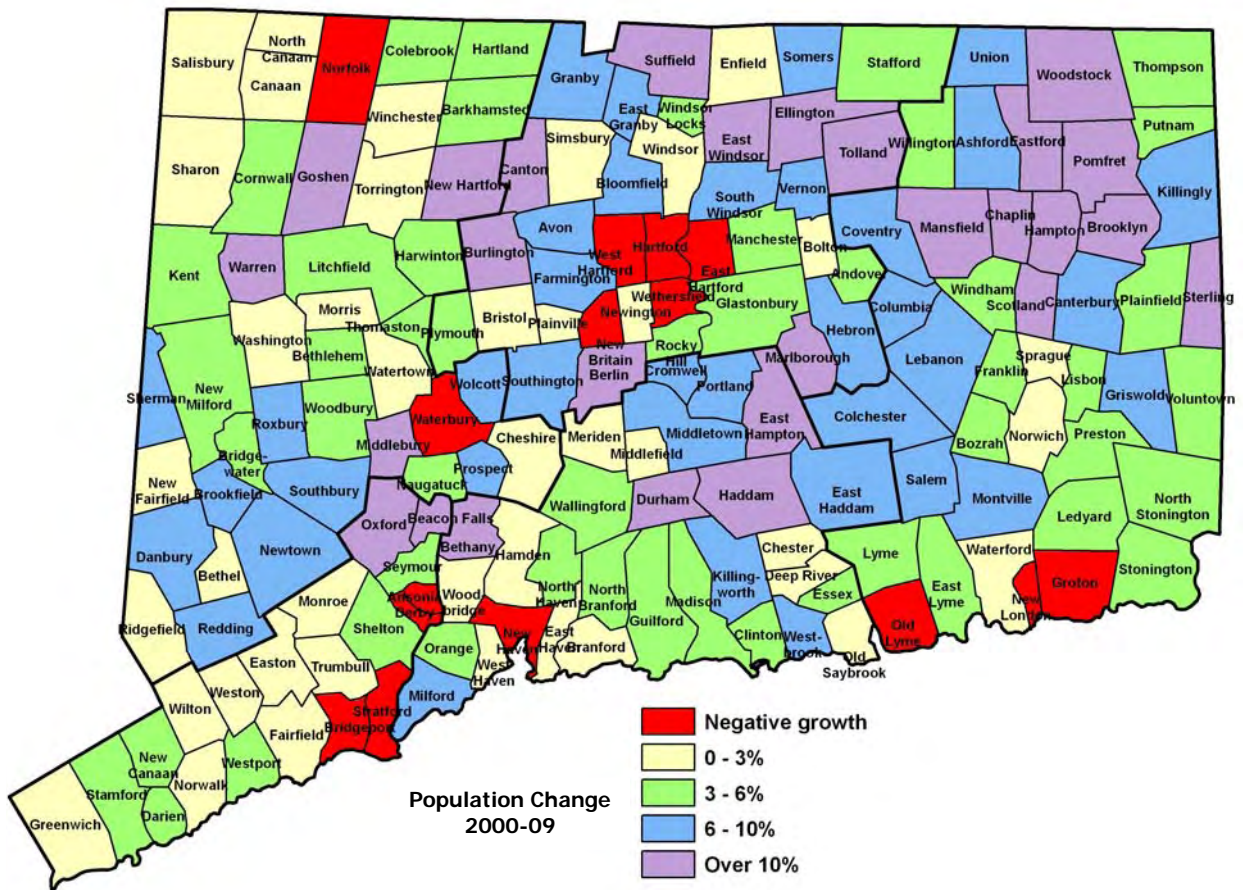 North
Canaan
Salisbury
Canaan
Norfolk
Colebrook
Hartland
Granby
Suffield
Enfield
Somers
Stafford
Union
Woodstock
Thompson
Winchester
Barkhamsted
East
Granby
Windsor
Locks
Ellington
Putnam
Simsbury
Windsor
East
Windsor
Tolland
Willington
Ashford
Eastford
Pomfret
Sharon
Cornwall
Goshen
Torrington
New Hartford
Canton
Bloomfield
Vernon
Killingly
South
Windsor
Avon
West
Hartford
Hartford
East
Hartford
Manchester
Bolton
Coventry
Mansfield
Chaplin
Hampton
Brooklyn
Kent
Warren
Litchfield
Harwinton
Burlington
Farmington
Andover
Windham
Scotland
Canterbury
Plainfield
Sterling
Morris
Washington
Bethlehem
Thomaston
Plymouth
Bristol
Plainville
Newington
Wethersfield
Glastonbury
Columbia
Hebron
Rocky
Hill
New
Britain
Berlin
Marlborough
Lebanon
Sprague
Franklin
Lisbon
Griswold
Voluntown
Watertown
Sherman
New
Milford
Roxbury
Woodbury
Waterbury
Wolcott
Southington
Cromwell
Portland
East
Hampton
Colchester
Norwich
Bozrah
Preston
Middlebury
Cheshire
Meriden
Middlefield
Middletown
Bridge-
water
Naugatuck
Prospect
New
Fairfield
Brookfield
Southbury
Wallingford
Durham
Haddam
East
Haddam
Salem
Montville
Ledyard
North
Stonington
Oxford
Beacon Falls
Bethany
Danbury
Newtown
Bethel
Seymour
Hamden
Chester
Deep River
Essex
Killing-
worth
Lyme
East
Lyme
Waterford
New
London
Groton
Stonington
Ridgefield
Redding
Monroe
Ansonia
Derby
Wood-
bridge
North
Haven
North
Branford
Guilford
Madison
Clinton
West-
brook
Old
Saybrook
Old
Lyme
Shelton
New
Haven
East
Haven
Branford
Orange
West
Haven
Easton
Trumbull
Milford
Weston
Wilton
Fairfield
Stratford
Bridgeport
New
Canaan
Westport
Norwalk
Stamford
Darien
Greenwich
Population Change
2000-09
Negative growth
0 - 3%
3 - 6%
6 - 10%
Over 10%